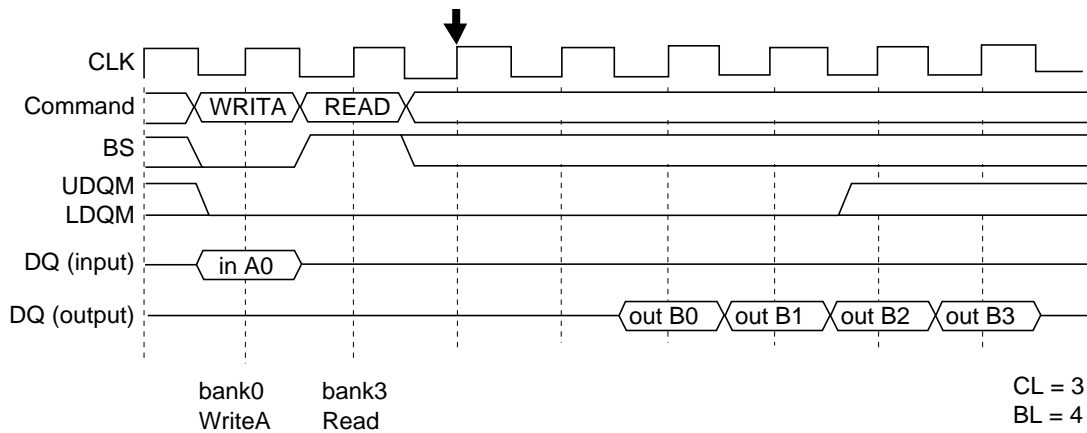 CLK
Command WRITA READ
BS
UDQM
LDQM
DQ (input) in A0
DQ (output) out B0 out B1 out B2 out B3
bank0 bank3 CL = 3
WriteA Read BL = 4